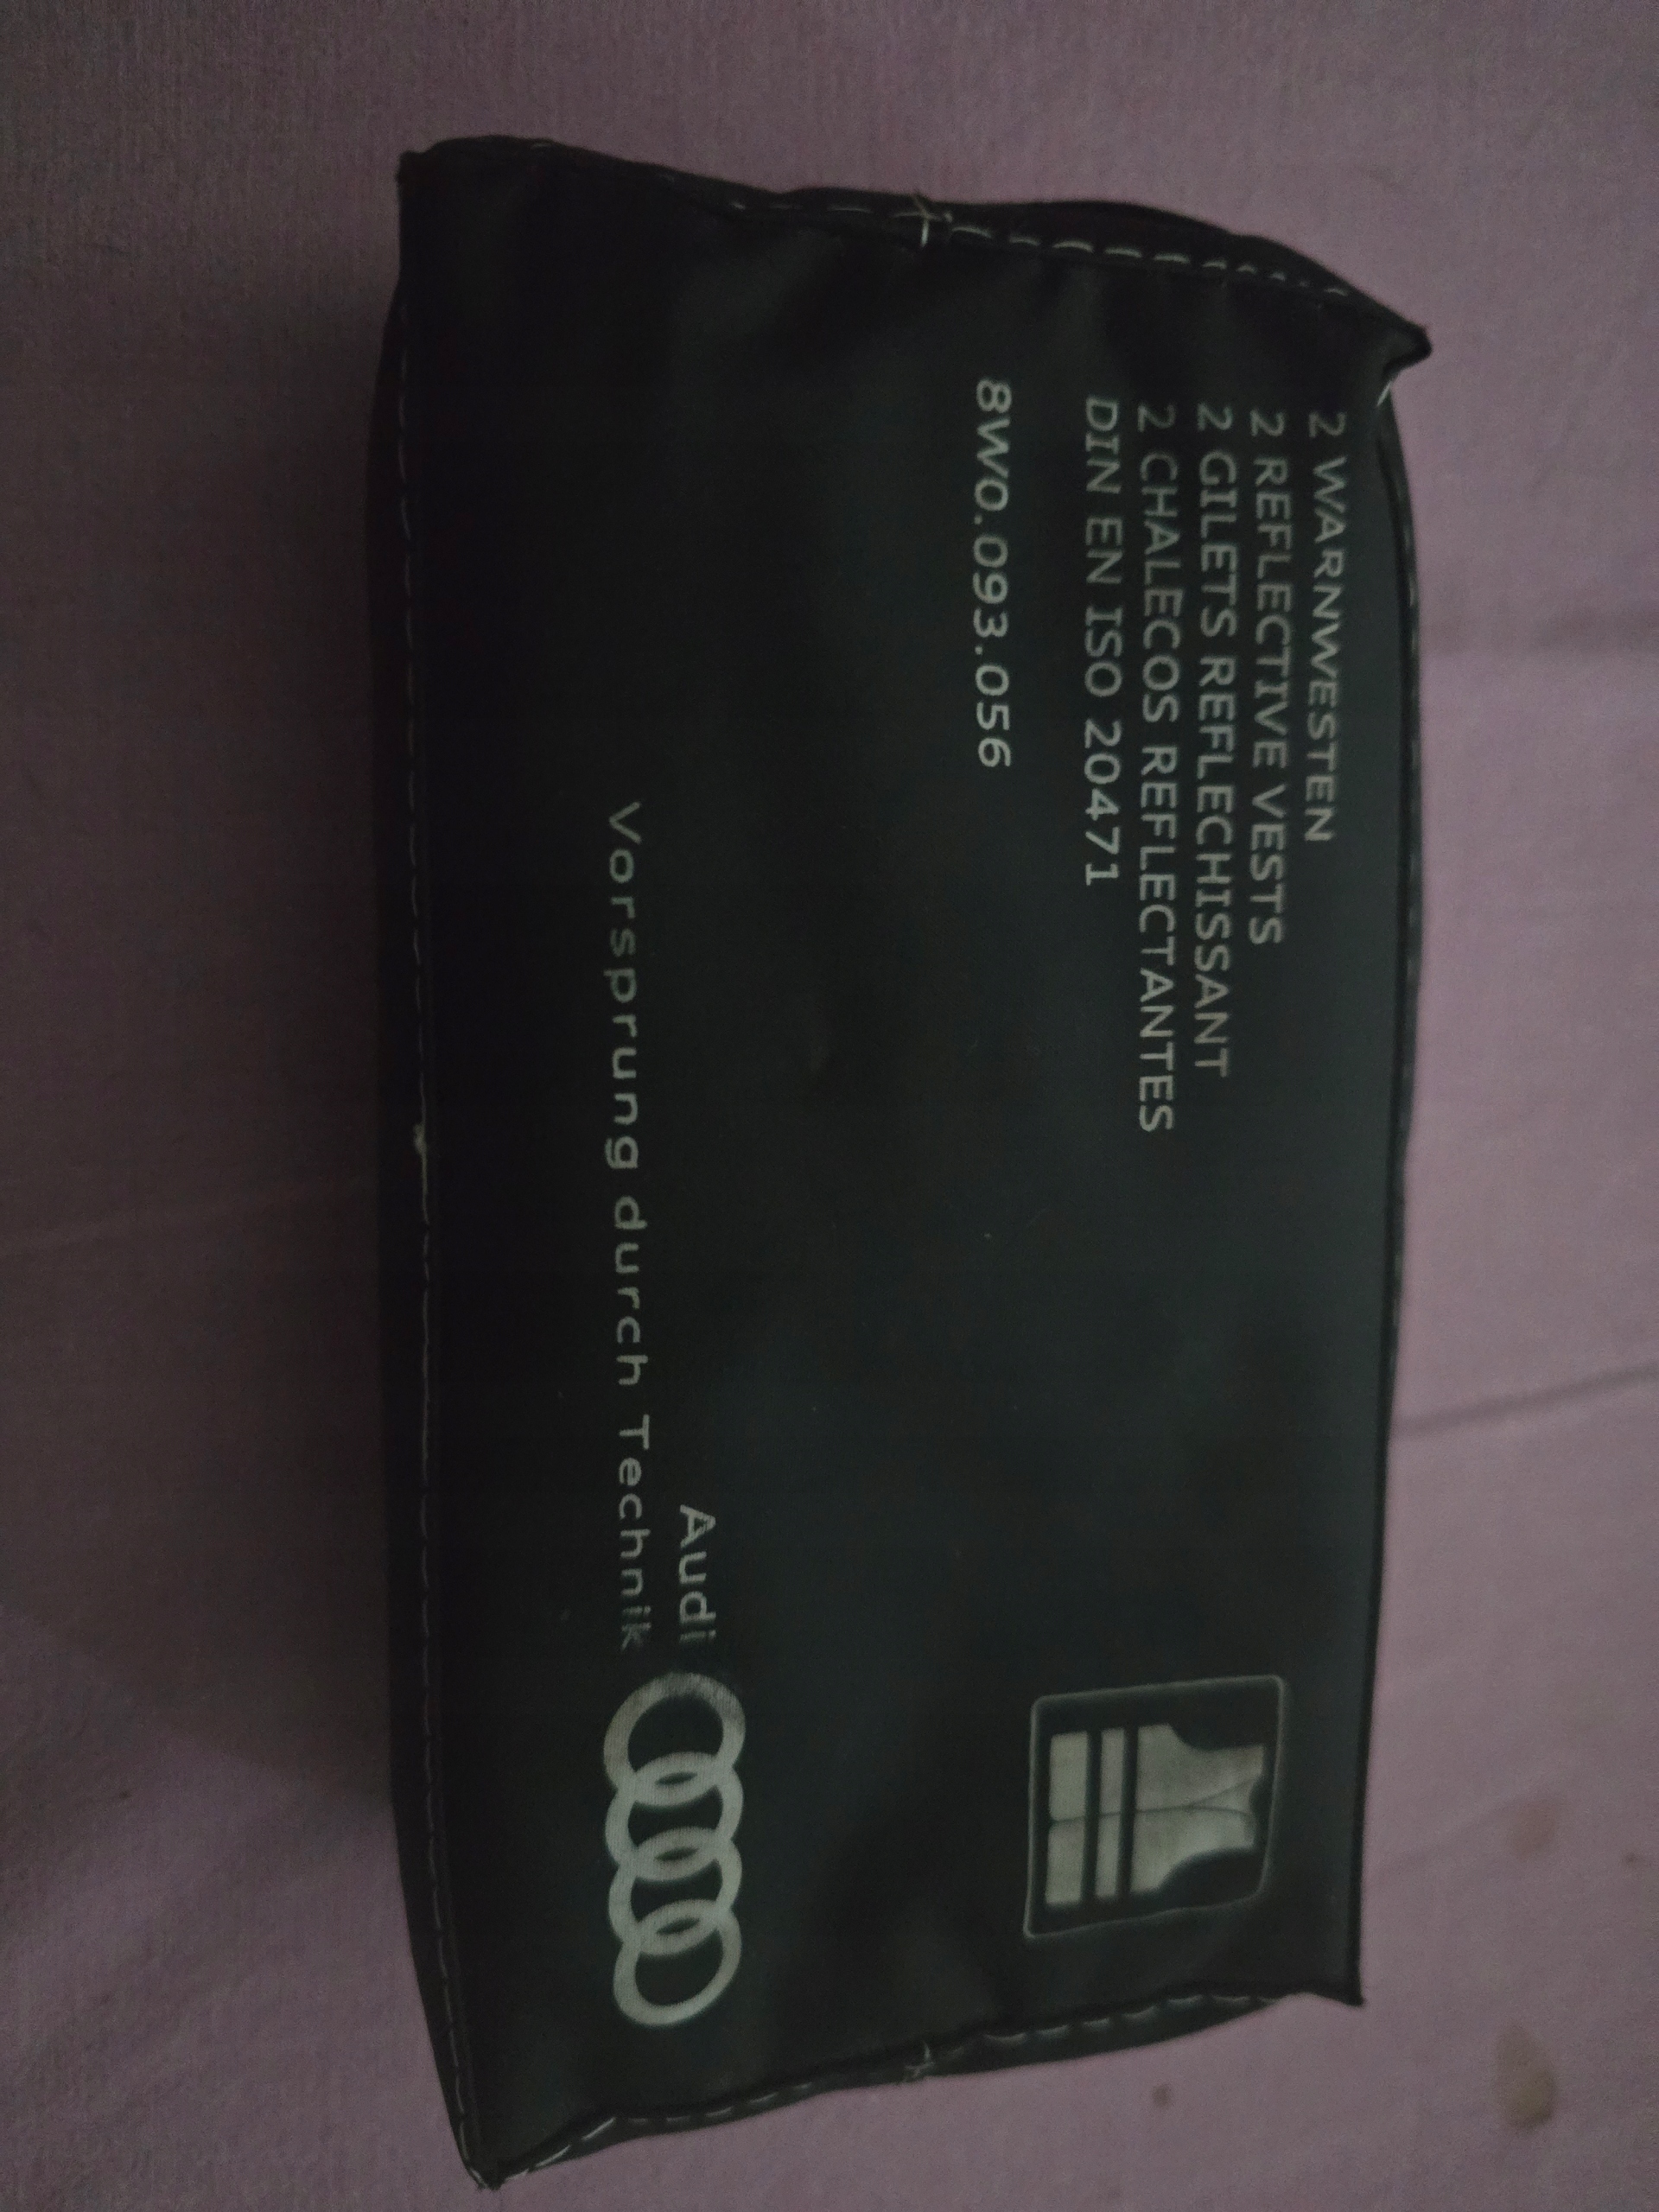 2 WARNWESTEN
2 REFLECTIVE VESTS
2 GILETS REFLECHISSANT
2 CHALECOS REFLECTANTES
DIN EN ISO 20471
8W0.093.056
Audi
Vorsprung durch Technik